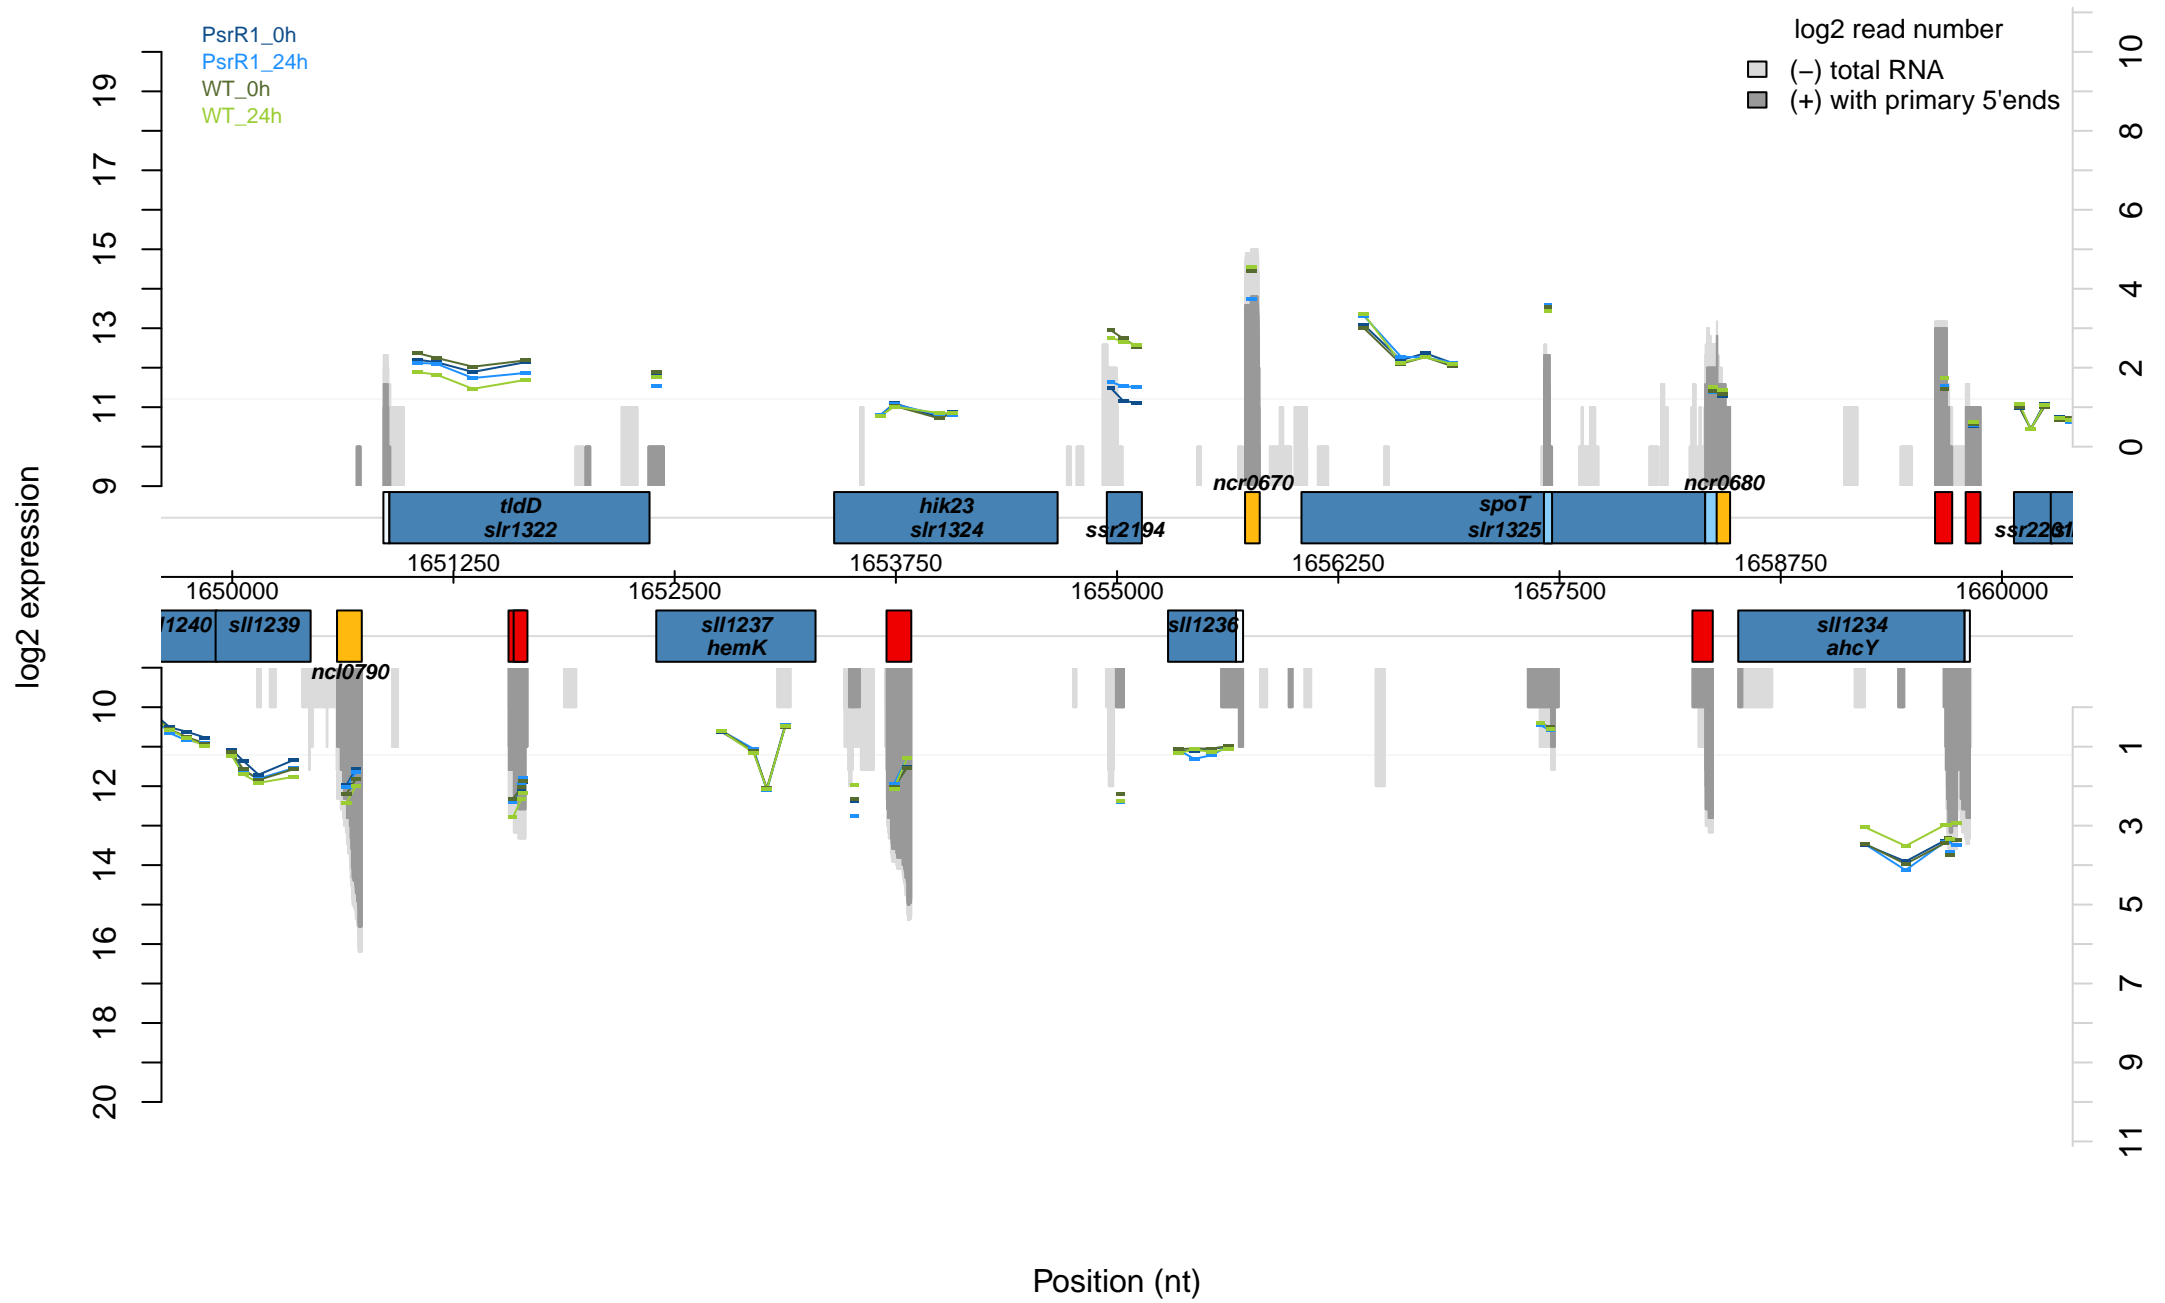 PsrR1_0h
PsrR1_24h
WT_0h
WT_24h
log2 read number
(−) total RNA
(+) with primary 5'ends
19
17
15
13
11
9
10
8
6
4
2
0
log2 expression
ncr0670
ncr0680
tldD
slr1322
hik23
slr1324
ssr2194
spoT
slr1325
ssr2201
1651250
1653750
1656250
1658750
1650000
1652500
1655000
1657500
1660000
l1240
sll1239
sll1237
hemK
sll1236
sll1234
ahcY
ncl0790
10
12
14
16
18
20
1
3
5
7
9
11
Position (nt)